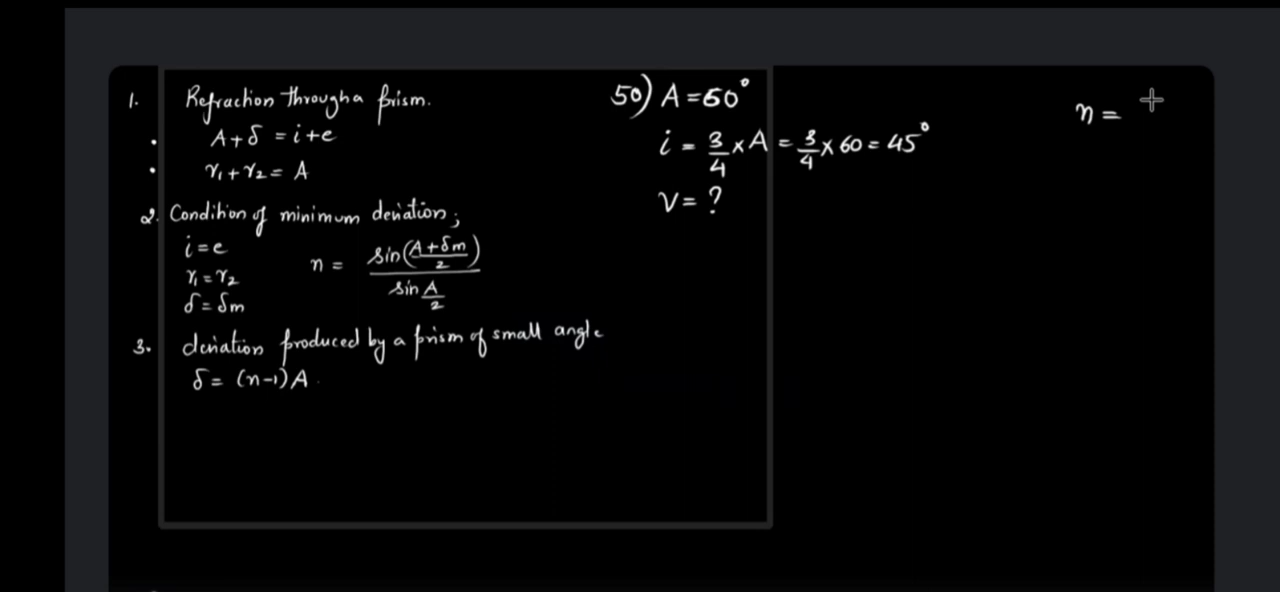 1. Refraction through a prism.
A+δ = i+e
r₁+r₂ = A
2. Condition of minimum deviation;
i=e
r₁=r₂
δ=δm
n = sin(A+δm/2) / sin A/2
3. deviation produced by a prism of small angle
δ = (n-1)A.
50) A=60°
i = 3/4 × A = 3/4 × 60 = 45°
v = ?
n =